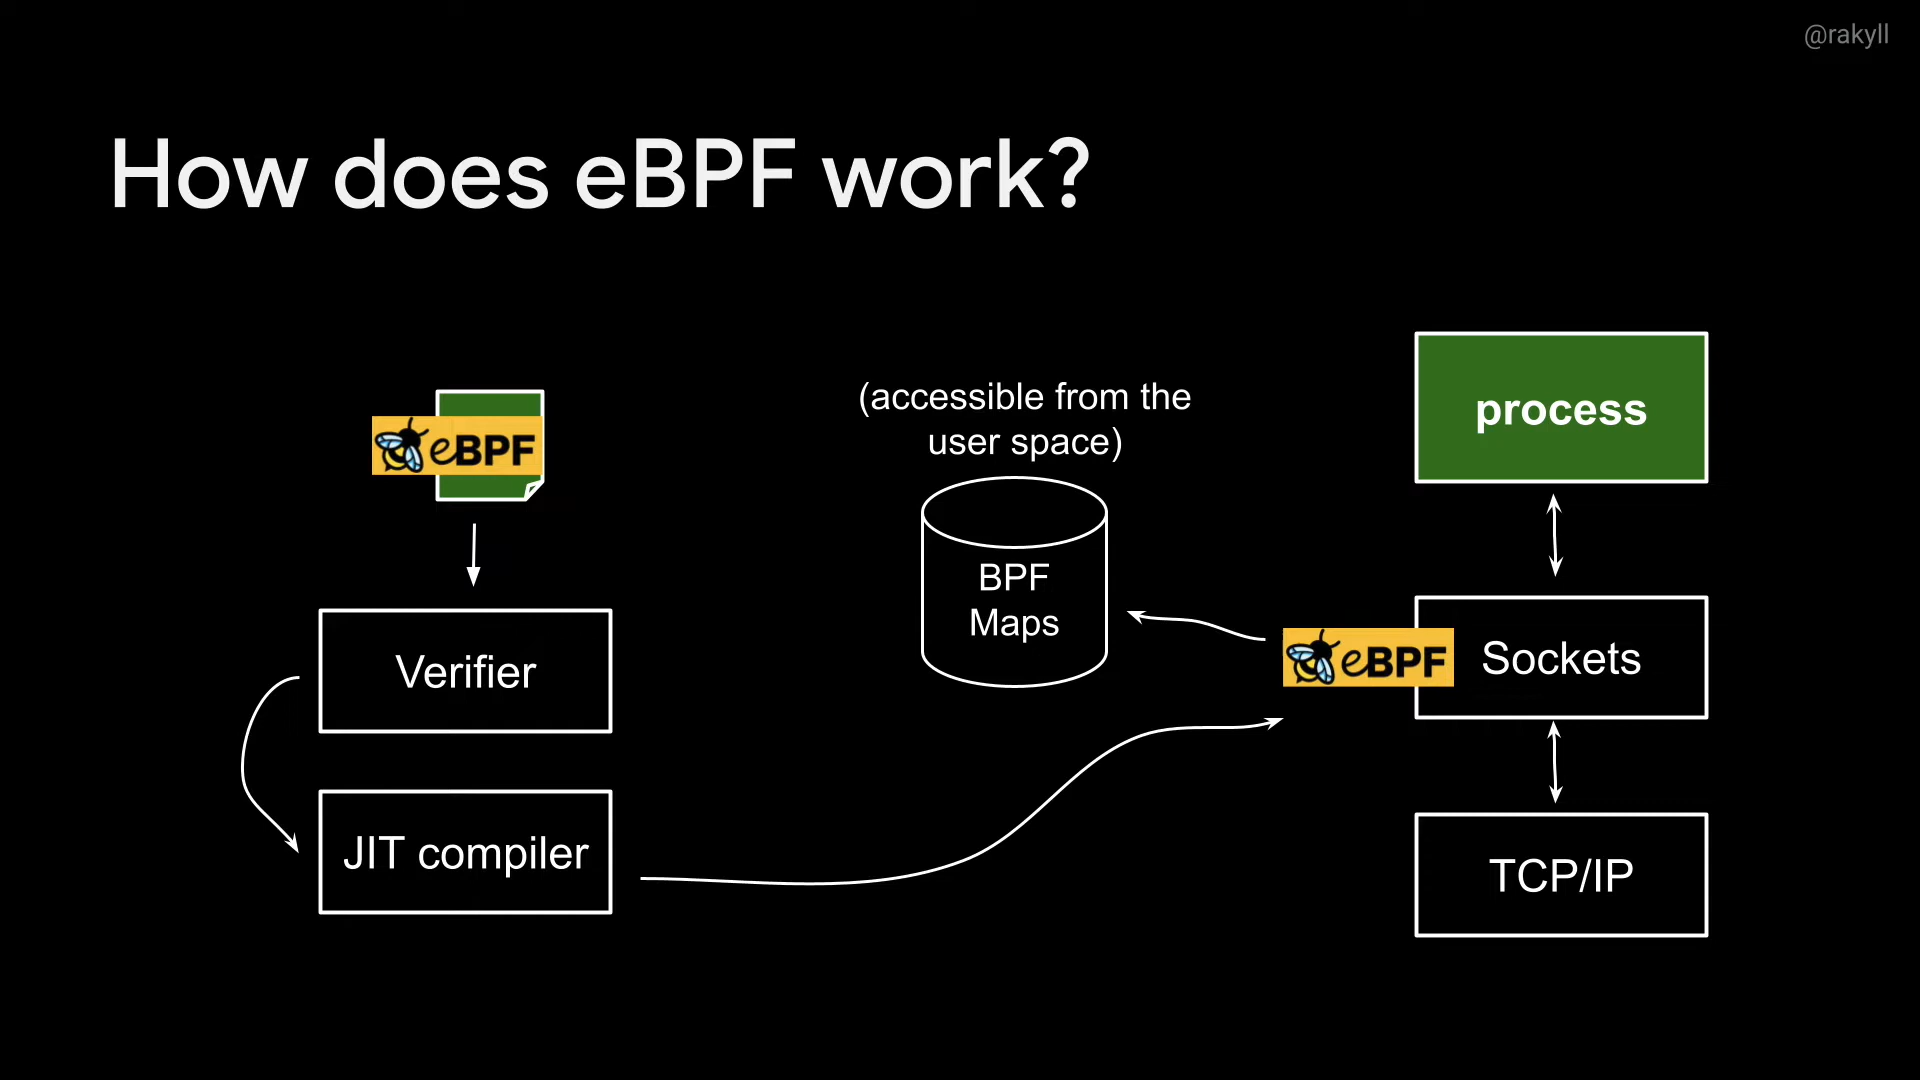 @rakyll
How does eBPF work?
eBPF
Verifier
JIT compiler
(accessible from the
user space)
BPF
Maps
process
eBPF
Sockets
TCP/IP